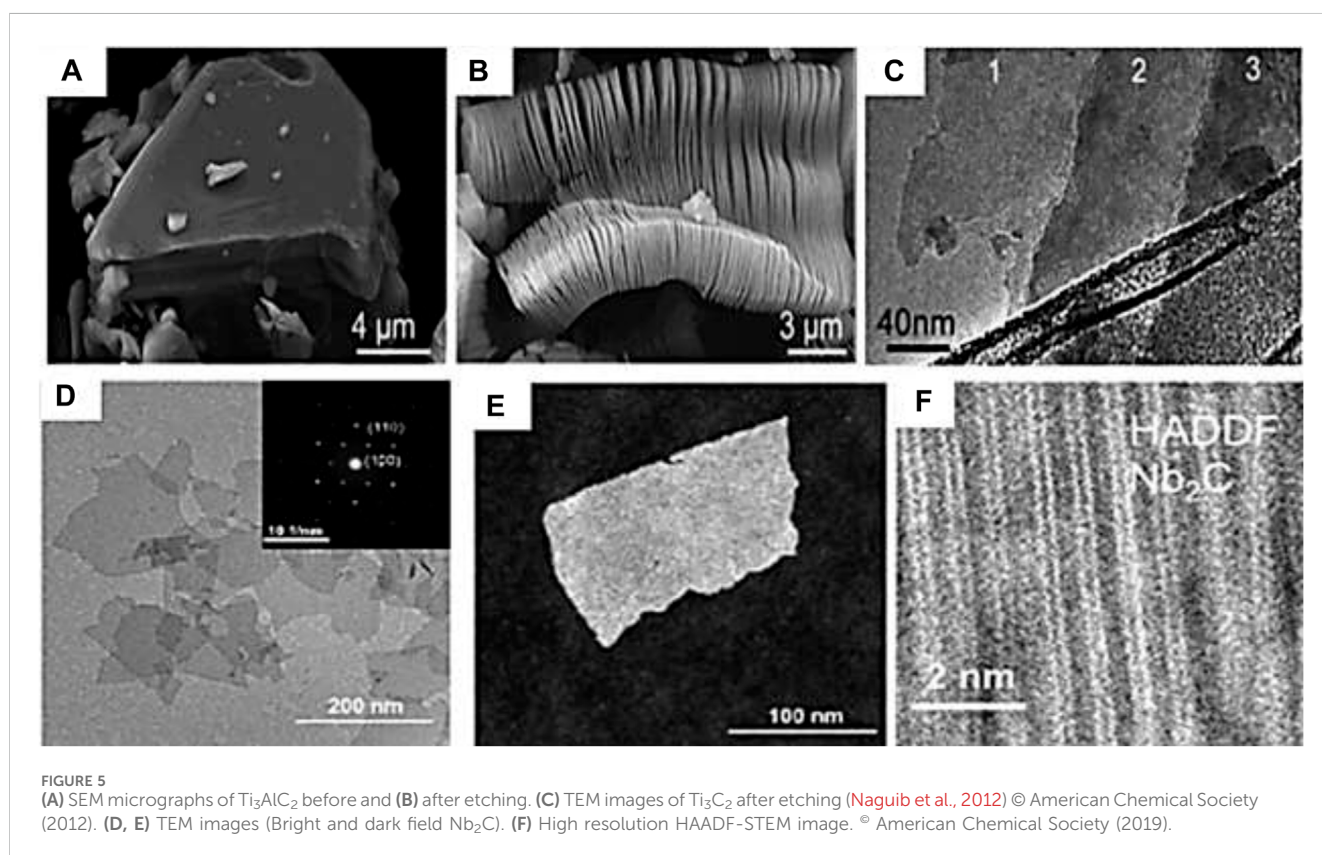 A
B
C
1
2
3
4 μm
3 μm
40nm
D
E
F
(110)
(100)
10 1/nm
HADDF
Nb₂C
200 nm
100 nm
2 nm
FIGURE 5
(A) SEM micrographs of Ti₃AlC₂ before and (B) after etching. (C) TEM images of Ti₃C₂ after etching (Naguib et al., 2012) © American Chemical Society
(2012). (D, E) TEM images (Bright and dark field Nb₂C). (F) High resolution HAADF-STEM image. © American Chemical Society (2019).